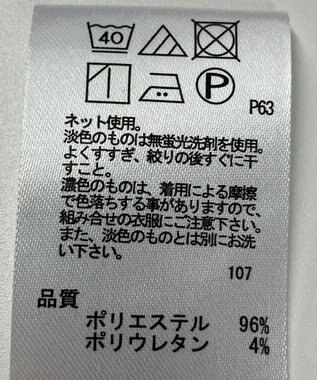 40
P
P63
ネット使用。
淡色のものは無蛍光洗剤を使用。
よくすすぎ、絞りの後すぐに干
すこと。
濃色のものは、着用による摩擦
で色落ちする事がありますので、
組み合せの衣服にご注意下さい。
また、淡色のものとは別にお洗
い下さい。
107
品質
ポリエステル 96%
ポリウレタン 4%